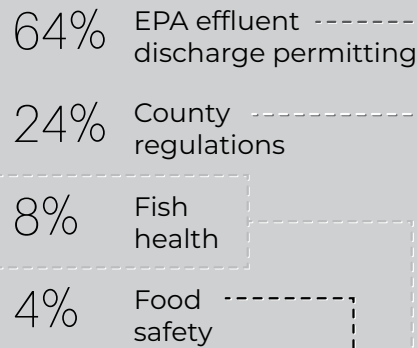 64% EPA effluent
discharge permitting
24% County
regulations
8% Fish
health
4% Food
safety